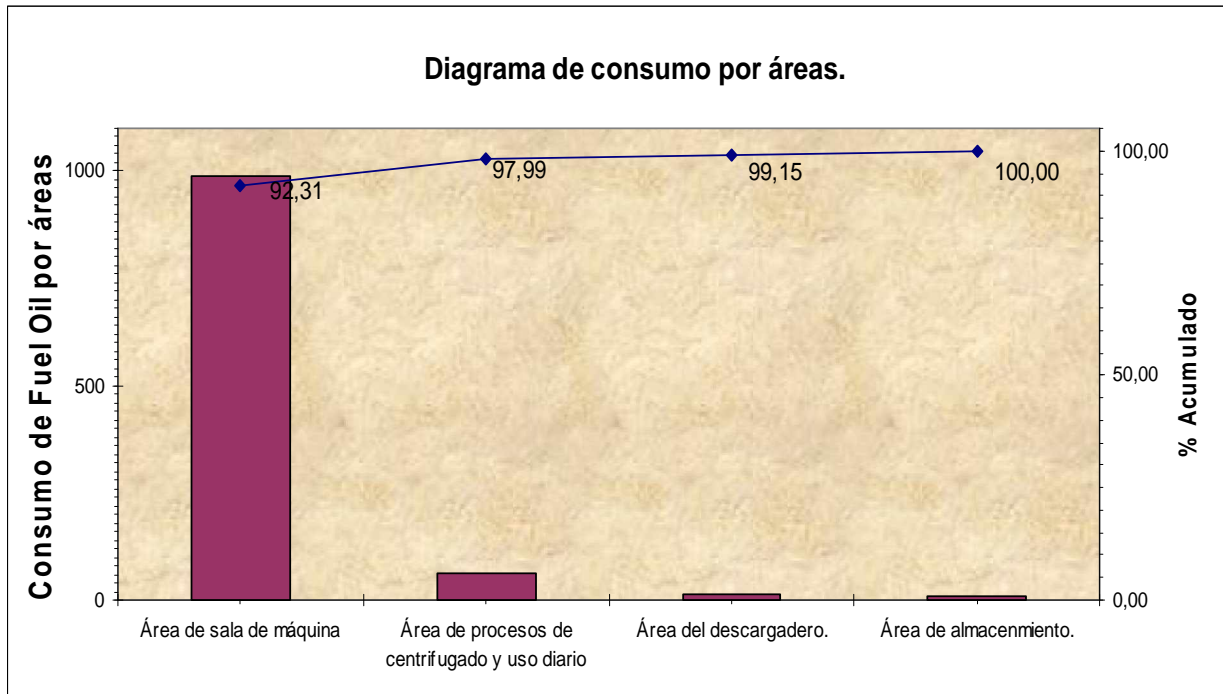 Diagrama de consumo por áreas.
Consumo de Fuel Oil por áreas
1000
500
0
92,31
97,99
99,15
100,00
100,00
50,00
0,00
% Acumulado
Área de sala de máquina
Área de procesos de
centrifugado y uso diario
Área del descargadero.
Área de almacenmiento.